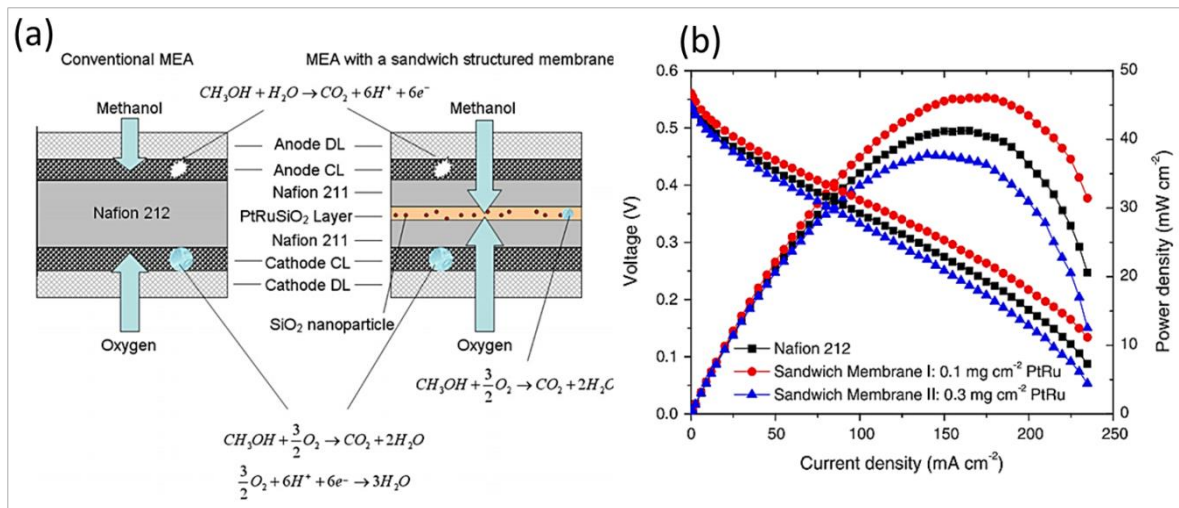 (a)
Conventional MEA
MEA with a sandwich structured membrane
CH₃OH + H₂O → CO₂ + 6H⁺ + 6e⁻
Methanol
Methanol
Anode DL
Anode CL
Nafion 211
Nafion 212
PtRuSiO₂ Layer
Nafion 211
Cathode CL
Cathode DL
SiO₂ nanoparticle
Oxygen
Oxygen
CH₃OH + 3/2 O₂ → CO₂ + 2H₂O
CH₃OH + 3/2 O₂ → CO₂ + 2H₂O
3/2 O₂ + 6H⁺ + 6e⁻ → 3H₂O
(b)
0.6
0.5
0.4
0.3
0.2
0.1
0.0
Voltage (V)
50
40
30
20
10
0
Power density (mW cm⁻²)
Nafion 212
Sandwich Membrane I: 0.1 mg cm⁻² PtRu
Sandwich Membrane II: 0.3 mg cm⁻² PtRu
0 50 100 150 200 250
Current density (mA cm⁻²)